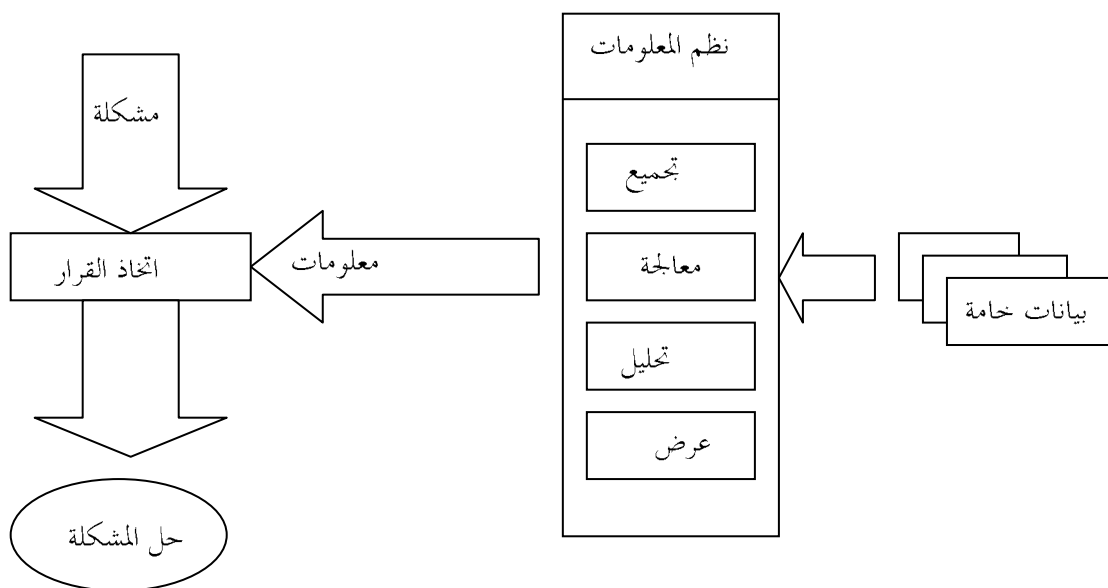 نظم المعلومات
مشكلة
تجميع
معالجة
اتخاذ القرار
معلومات
بيانات خامة
تحليل
عرض
حل المشكلة